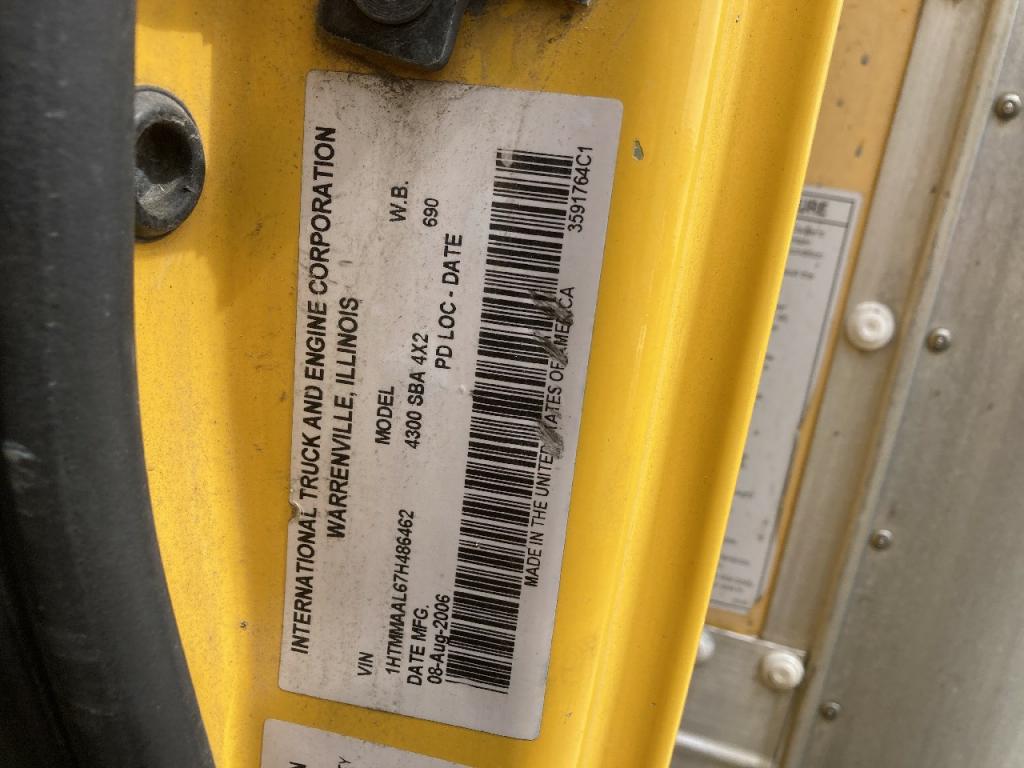 INTERNATIONAL TRUCK AND ENGINE CORPORATION
WARRENVILLE, ILLINOIS
VIN MODEL W.B.
1HTMMAAL67H486462 4300 SBA 4X2 690
DATE MFG. PD LOC - DATE
08-Aug-2006
MADE IN THE UNITED STATES OF AMERICA 3591764C1